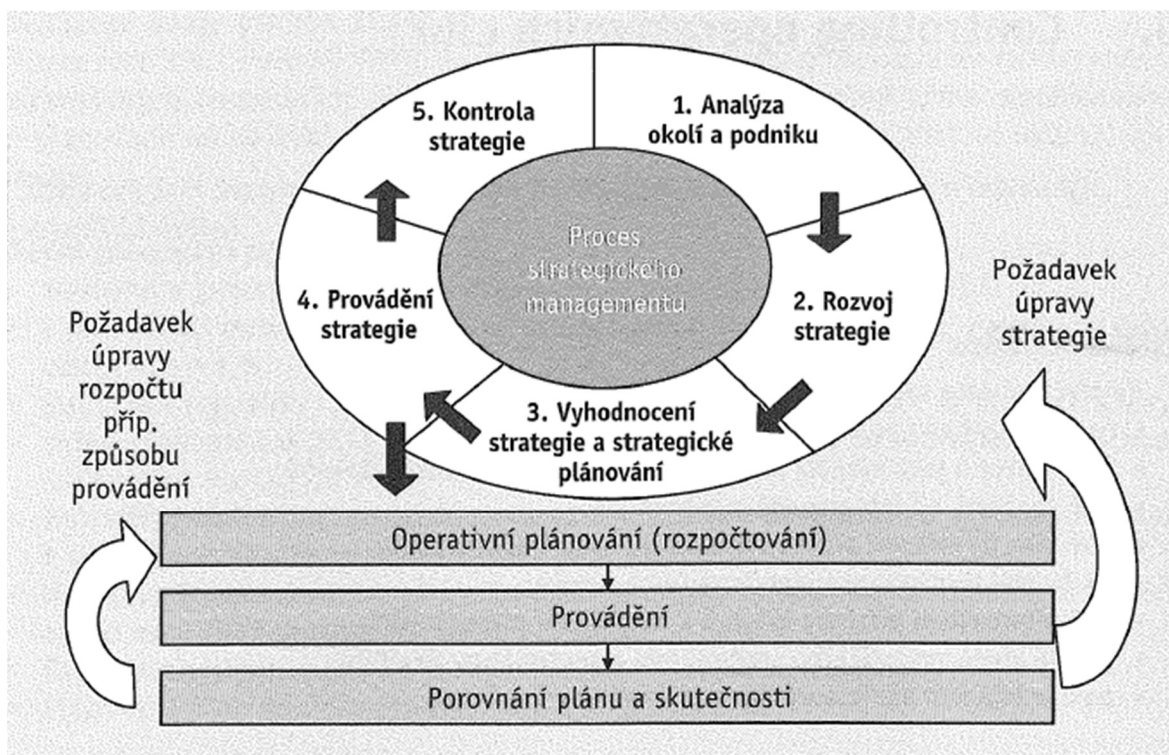 5. Kontrola
strategie
1. Analýza
okolí a podniku
Proces
strategického
managementu
2. Rozvoj
strategie
3. Vyhodnocení
strategie a strategické
plánování
4. Provádění
strategie
Požadavek
úpravy
strategie
Požadavek
úpravy
rozpočtu
příp.
způsobu
provádění
Operativní plánování (rozpočtování)
Provádění
Porovnání plánu a skutečnosti